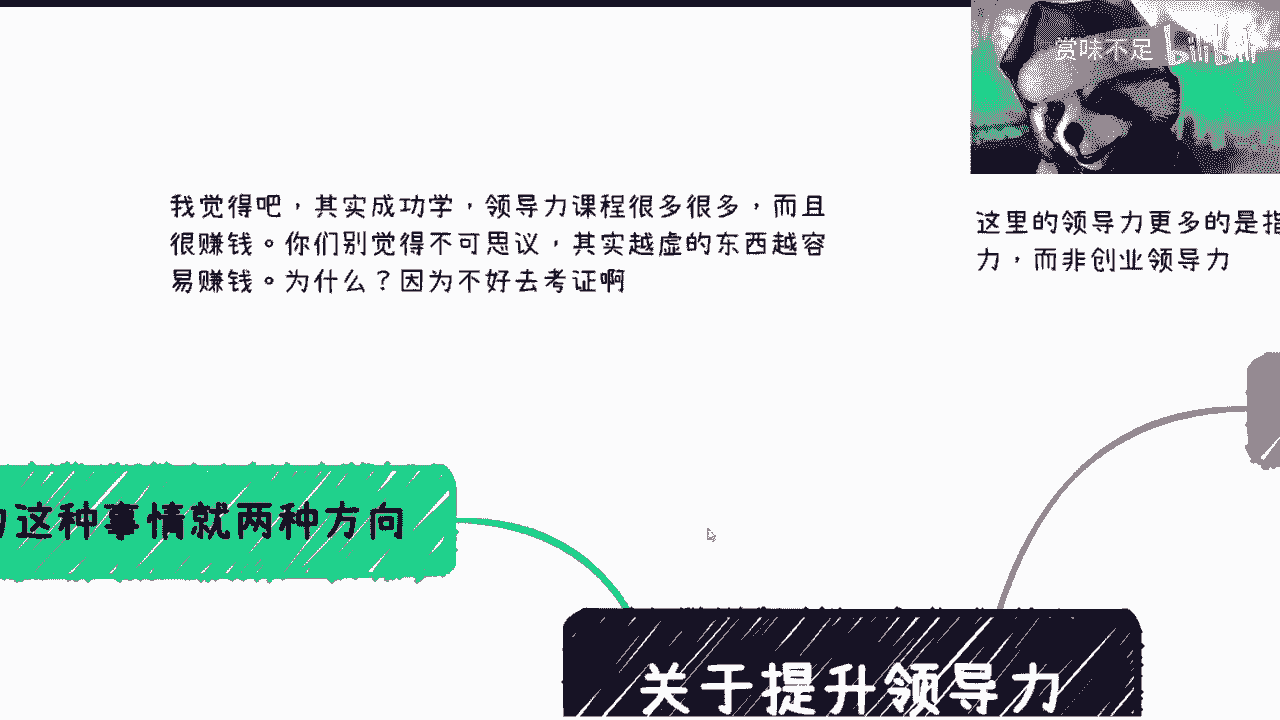 赏味不足 bilibili
我觉得吧，其实成功学，领导力课程很多很多，而且
很赚钱。你们别觉得不可思议，其实越虚的东西越容
易赚钱。为什么？因为不好去考证啊
这里的领导力更多的是指
力，而非创业领导力
这种事情就两种方向
关于提升领导力